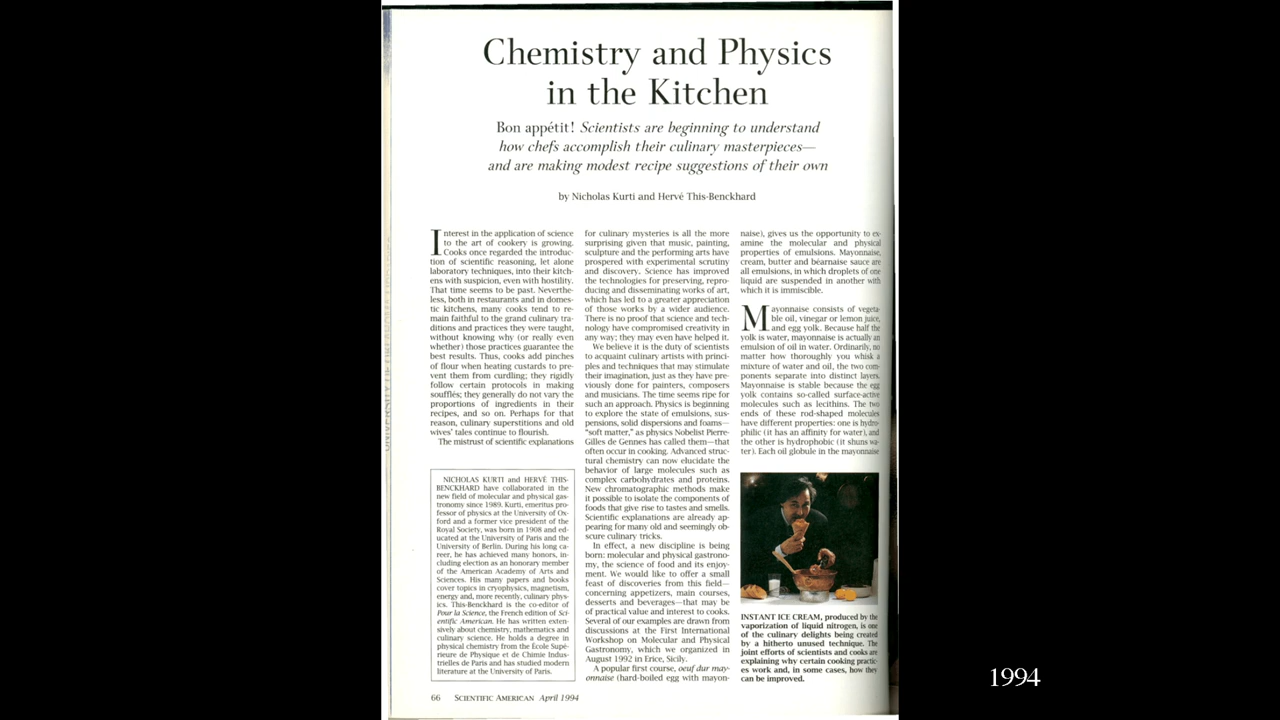 Chemistry and Physics
in the Kitchen
Bon appétit! Scientists are beginning to understand
how chefs accomplish their culinary masterpieces—
and are making modest recipe suggestions of their own
by Nicholas Kurti and Hervé This-Benckhard
Interest in the application of science
to the art of cookery is growing.
Cooks once regarded the introduc-
tion of scientific reasoning, let alone
laboratory techniques, into their kitch-
ens with suspicion, even with hostility.
That time seems to be past. Neverthe-
less, both in restaurants and in domes-
tic kitchens, many cooks tend to re-
main faithful to the grand culinary tra-
ditions and practices they were taught,
without knowing why (or really even
whether) those practices guarantee the
best results. Thus, cooks add pinches
of flour when heating custards to pre-
vent them from curdling; they rigidly
follow certain protocols in making
soufflés; they generally do not vary the
proportions of ingredients in their
recipes, and so on. Perhaps for that
reason, culinary superstitions and old
wives' tales continue to flourish.
The mistrust of scientific explanations
NICHOLAS KURTI and HERVÉ THIS-
BENCKHARD have collaborated in the
new field of molecular and physical gas-
tronomy since 1989. Kurti, emeritus pro-
fessor of physics at the University of Ox-
ford and a former vice president of the
Royal Society, was born in 1908 and ed-
ucated at the University of Paris and the
University of Berlin. During his long ca-
reer, he has achieved many honors, in-
cluding election as an honorary member
of the American Academy of Arts and
Sciences. His many papers and books
cover topics in cryophysics, magnetism,
energy and, more recently, culinary phys-
ics. This-Benckhard is the co-editor of
Pour la Science, the French edition of Sci-
entific American. He has written exten-
sively about chemistry, mathematics and
culinary science. He holds a degree in
physical chemistry from the École Supé-
rieure de Physique et de Chimie Indus-
trielles de Paris and has studied modern
literature at the University of Paris.
for culinary mysteries is all the more
surprising given that music, painting,
sculpture and the performing arts have
prospered with experimental scrutiny
and discovery. Science has improved
the technologies for preserving, repro-
ducing and disseminating works of art,
which has led to a greater appreciation
of those works by a wider audience.
There is no proof that science and tech-
nology have compromised creativity in
any way; they may even have helped it.
We believe it is the duty of scientists
to acquaint culinary artists with princi-
ples and techniques that may stimulate
their imagination, just as they have pre-
viously done for painters, composers
and musicians. The time seems ripe for
such an approach. Physics is beginning
to explore the state of emulsions, sus-
pensions, solid dispersions and foams—
"soft matter," as physics Nobelist Pierre-
Gilles de Gennes has called them—that
often occur in cooking. Advanced struc-
tural chemistry can now elucidate the
behavior of large molecules such as
complex carbohydrates and proteins.
New chromatographic methods make
it possible to isolate the components of
foods that give rise to tastes and smells.
Scientific explanations are already ap-
pearing for many old and seemingly ob-
scure culinary tricks.
In effect, a new discipline is being
born: molecular and physical gastrono-
my, the science of food and its enjoy-
ment. We would like to offer a small
feast of discoveries from this field—
concerning appetizers, main courses,
desserts and beverages—that may be
of practical value and interest to cooks.
Several of our examples are drawn from
discussions at the First International
Workshop on Molecular and Physical
Gastronomy, which we organized in
August 1992 in Erice, Sicily.
A popular first course, oeuf dur may-
onnaise (hard-boiled egg with mayon-
naise), gives us the opportunity to ex-
amine the molecular and physical
properties of emulsions. Mayonnaise,
cream, butter and béarnaise sauce are
all emulsions, in which droplets of one
liquid are suspended in another with
which it is immiscible.
Mayonnaise consists of vegeta-
ble oil, vinegar or lemon juice,
and egg yolk. Because half the
yolk is water, mayonnaise is actually an
emulsion of oil in water. Ordinarily, no
matter how thoroughly you whisk a
mixture of water and oil, the two com-
ponents separate into distinct layers.
Mayonnaise is stable because the egg
yolk contains so-called surface-active
molecules such as lecithins. The two
ends of these rod-shaped molecules
have different properties: one is hydro-
philic (it has an affinity for water), and
the other is hydrophobic (it shuns wa-
ter). Each oil globule in the mayonnaise
INSTANT ICE CREAM, produced by the
vaporization of liquid nitrogen, is one
of the culinary delights being created
by a hitherto unused technique. The
joint efforts of scientists and cooks are
explaining why certain cooking practic-
es work and, in some cases, how they
can be improved.
66 SCIENTIFIC AMERICAN April 1994
1994